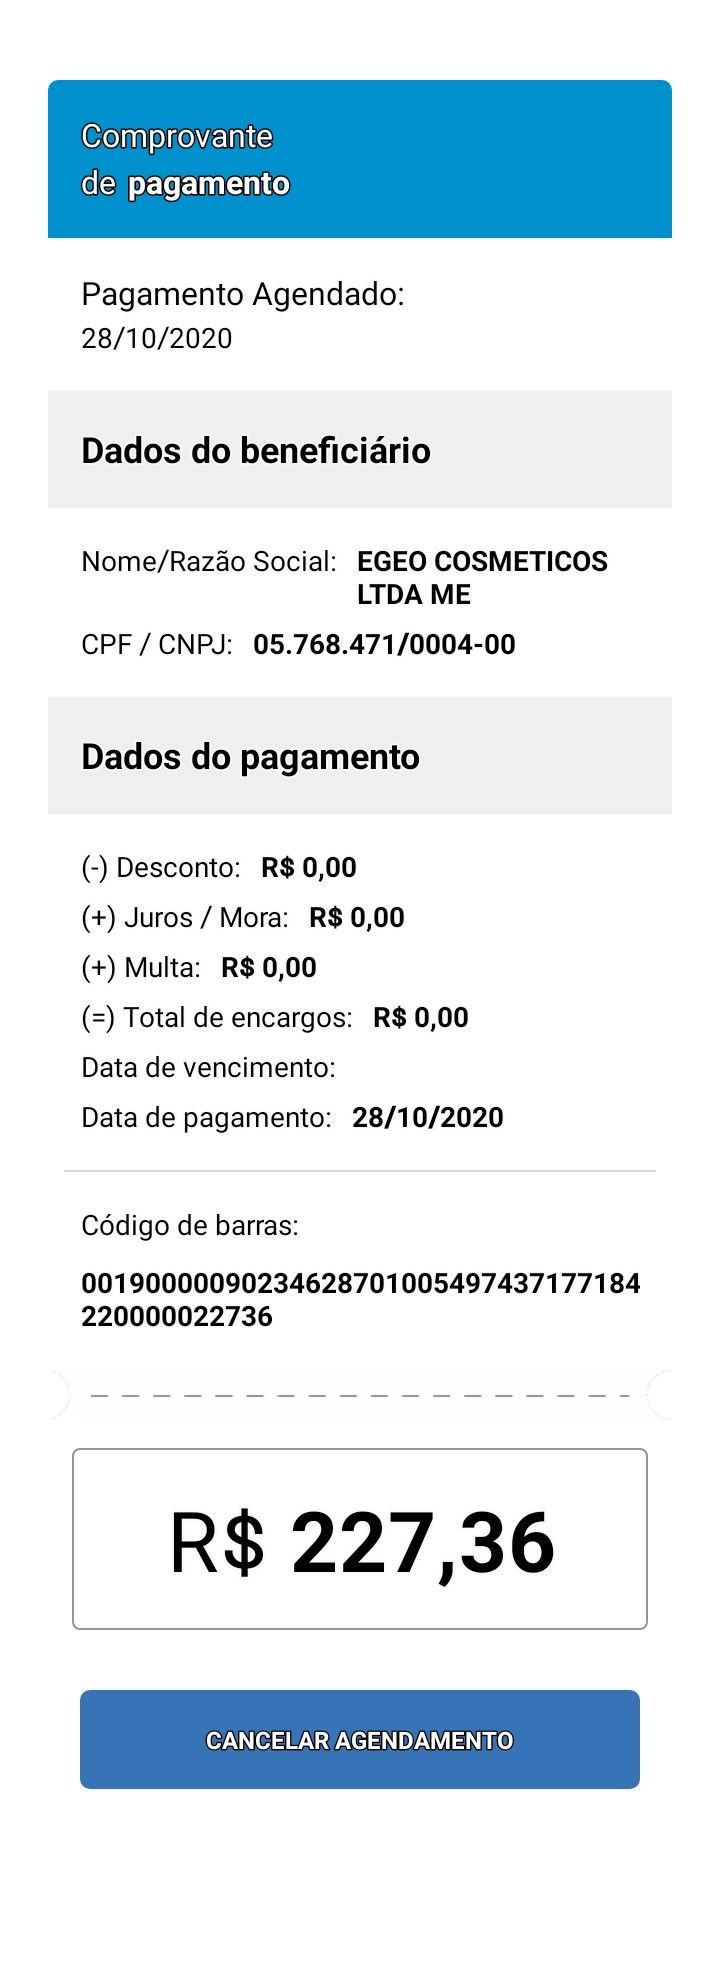 Comprovante
de pagamento
Pagamento Agendado:
28/10/2020
Dados do beneficiário
Nome/Razão Social: EGEO COSMETICOS
LTDA ME
CPF / CNPJ: 05.768.471/0004-00
Dados do pagamento
(-) Desconto: R$ 0,00
(+) Juros / Mora: R$ 0,00
(+) Multa: R$ 0,00
(=) Total de encargos: R$ 0,00
Data de vencimento:
Data de pagamento: 28/10/2020
Código de barras:
0019000009023462870100549743717718​4
220000022736
R$ 227,36
CANCELAR AGENDAMENTO